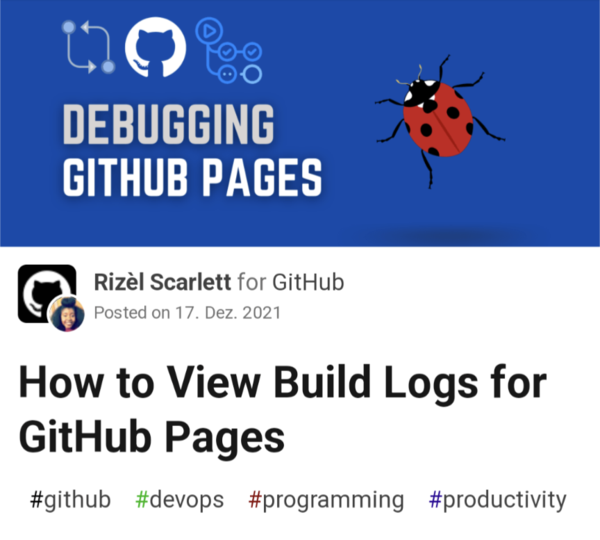 DEBUGGING
GITHUB PAGES
Rizèl Scarlett for GitHub
Posted on 17. Dez. 2021
How to View Build Logs for
GitHub Pages
#github #devops #programming #productivity